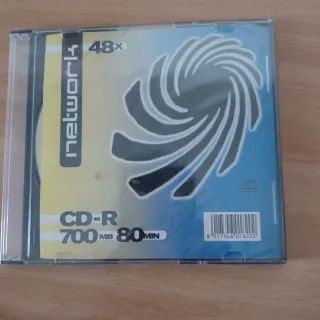 network
48x
CD-R
700 MB 80 MIN